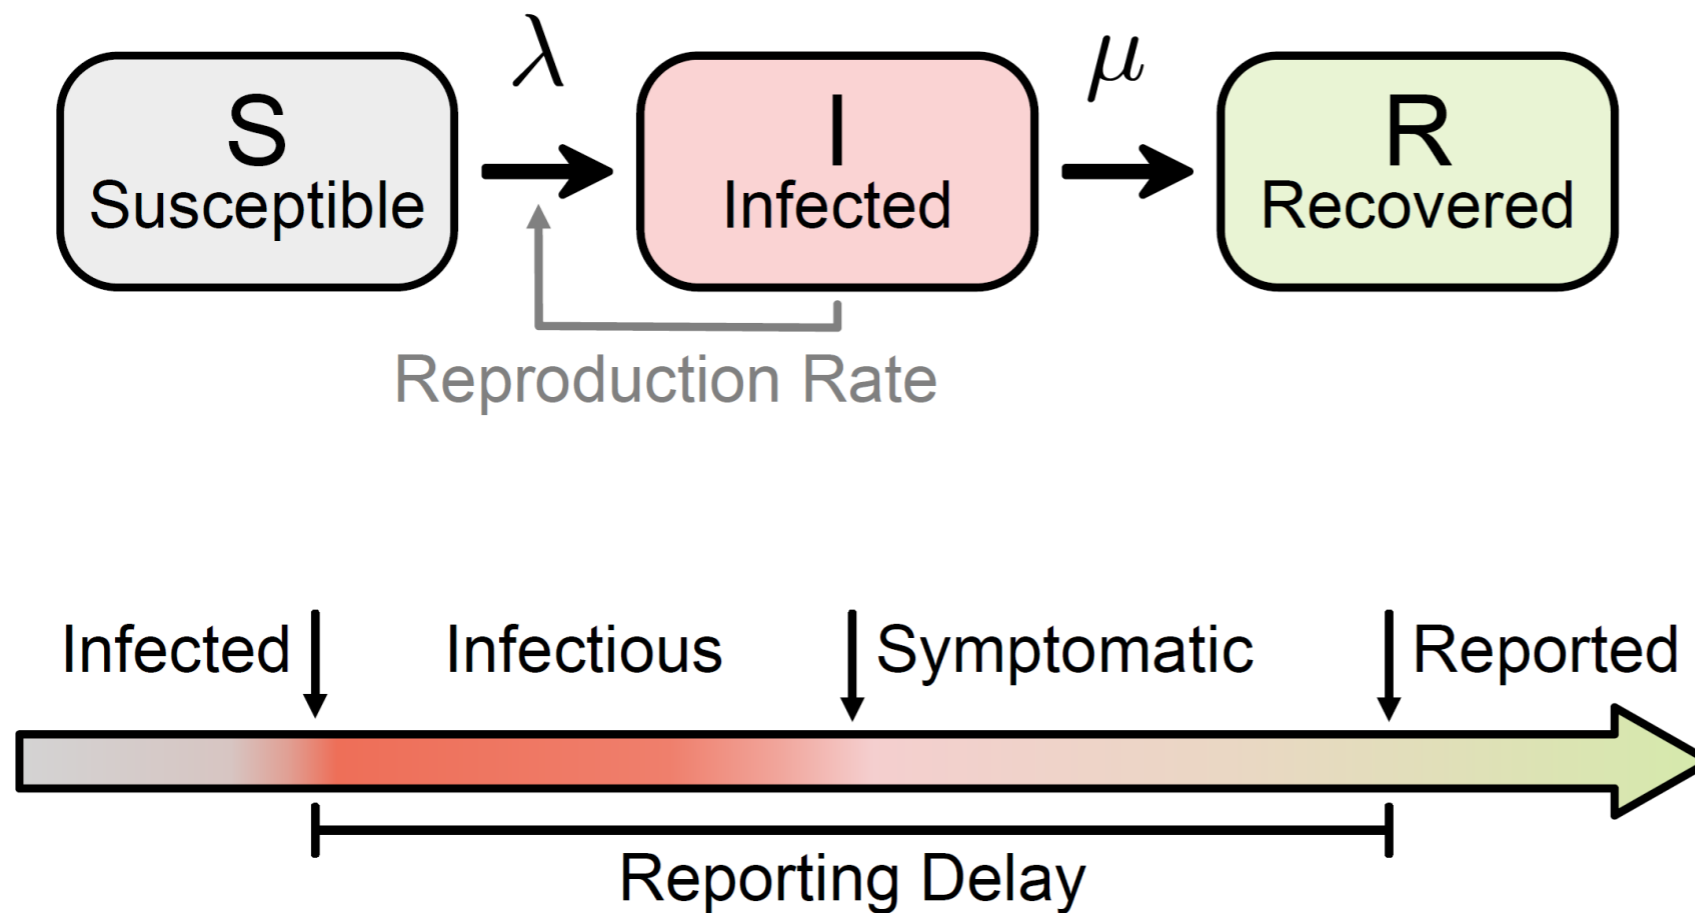 λ
μ
S
Susceptible
I
Infected
R
Recovered
Reproduction Rate
Infected
Infectious
Symptomatic
Reported
Reporting Delay